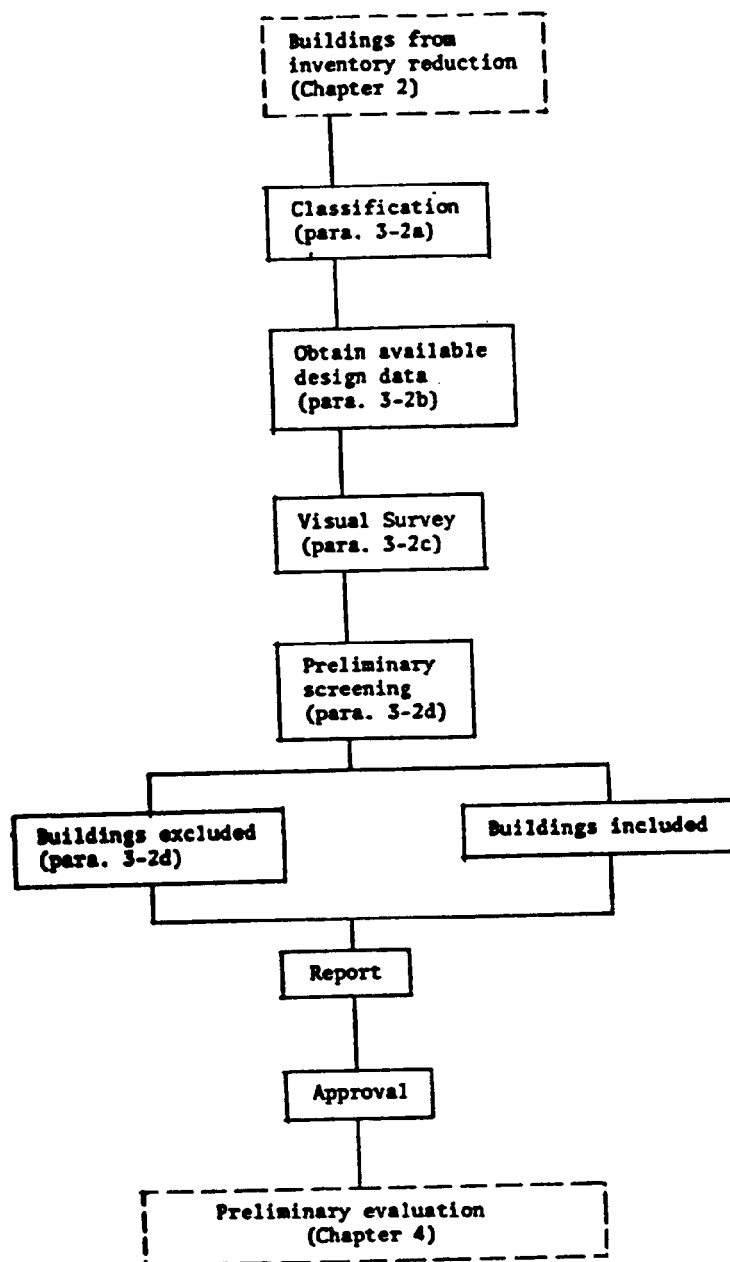 Buildings from
inventory reduction
(Chapter 2)
Classification
(para. 3-2a)
Obtain available
design data
(para. 3-2b)
Visual Survey
(para. 3-2c)
Preliminary
screening
(para. 3-2d)
Buildings excluded
(para. 3-2d)
Buildings included
Report
Approval
Preliminary evaluation
(Chapter 4)